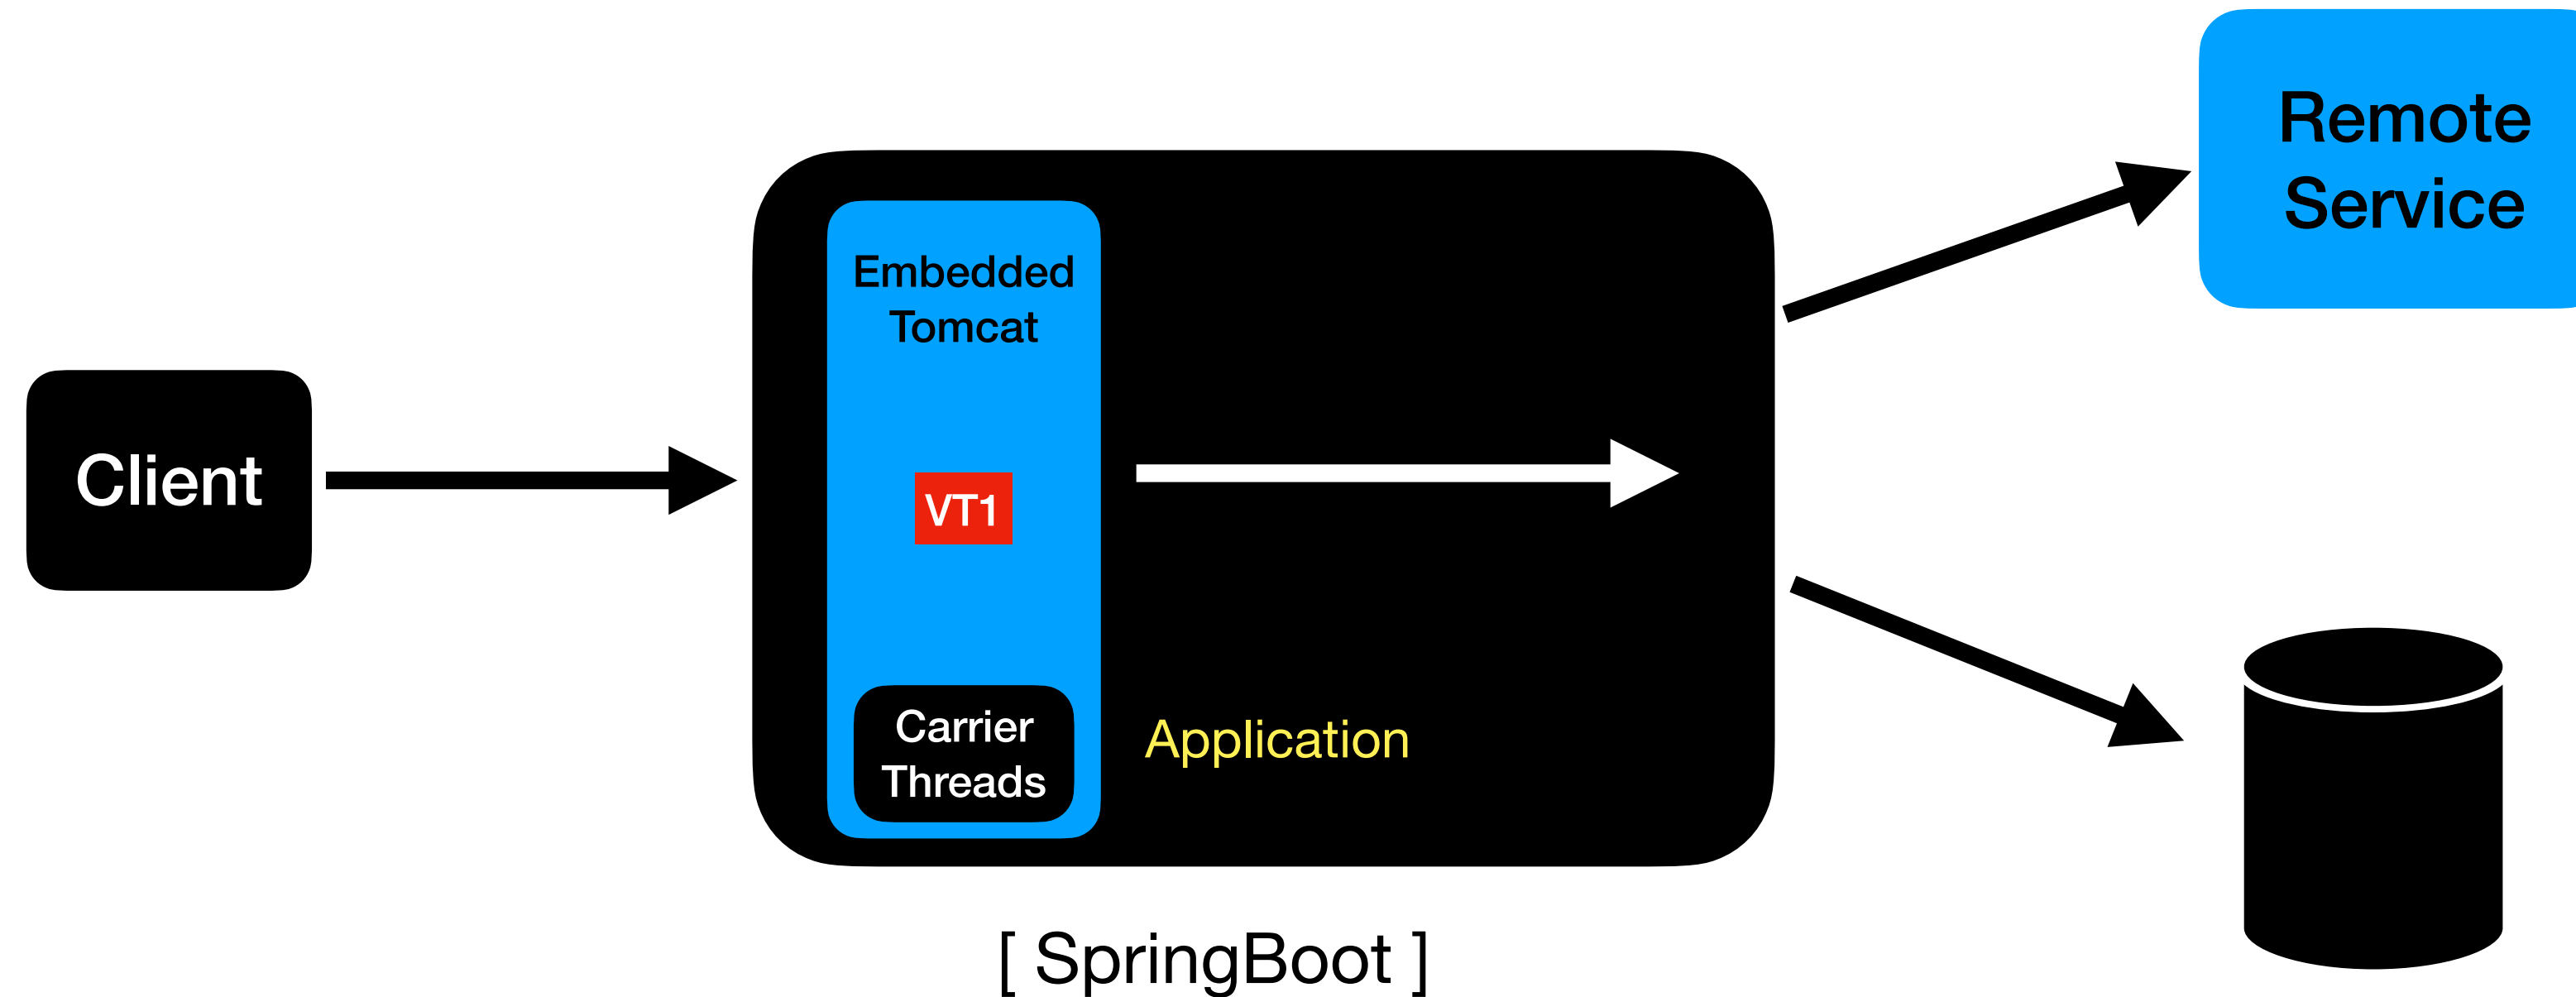 Remote
Service
Embedded
Tomcat
Client
VT1
Carrier
Threads
Application
[ SpringBoot ]